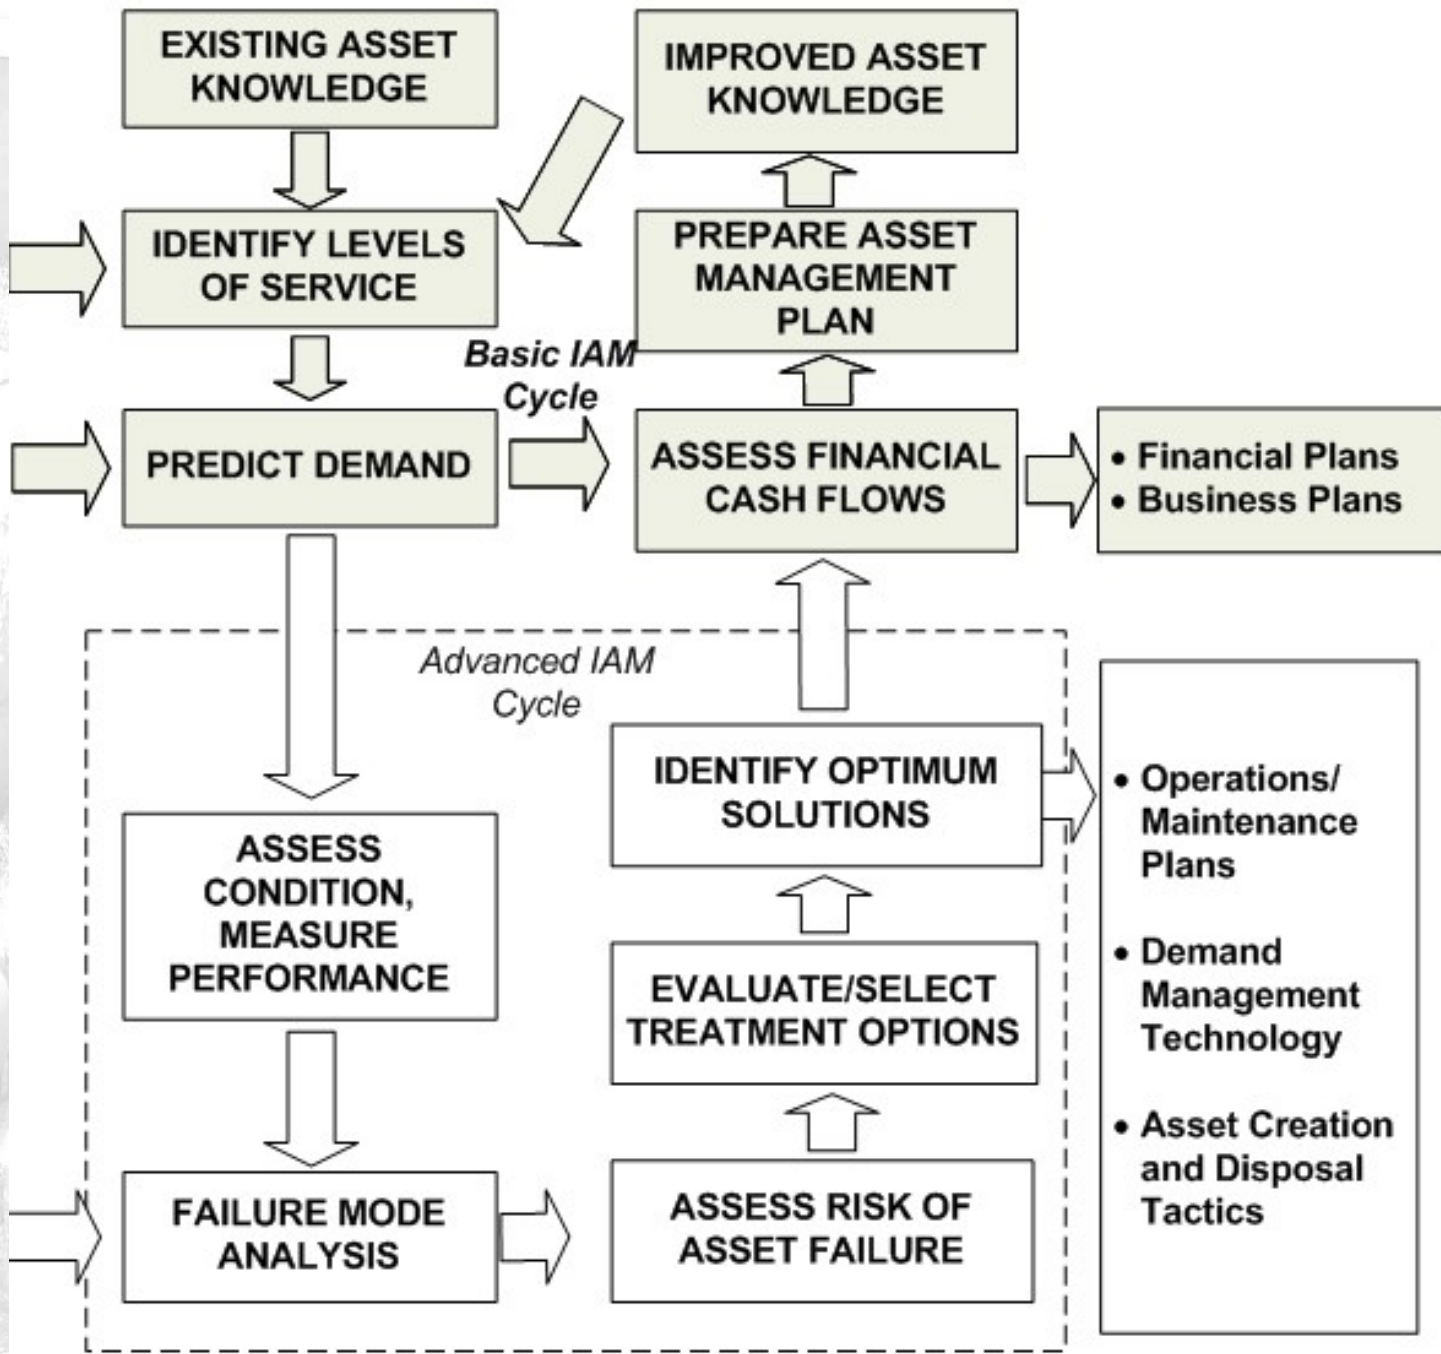 EXISTING ASSET
KNOWLEDGE
IMPROVED ASSET
KNOWLEDGE
IDENTIFY LEVELS
OF SERVICE
PREPARE ASSET
MANAGEMENT
PLAN
Basic IAM
Cycle
PREDICT DEMAND
ASSESS FINANCIAL
CASH FLOWS
• Financial Plans
• Business Plans
Advanced IAM
Cycle
ASSESS
CONDITION,
MEASURE
PERFORMANCE
IDENTIFY OPTIMUM
SOLUTIONS
EVALUATE/SELECT
TREATMENT OPTIONS
FAILURE MODE
ANALYSIS
ASSESS RISK OF
ASSET FAILURE
• Operations/
Maintenance
Plans
• Demand
Management
Technology
• Asset Creation
and Disposal
Tactics